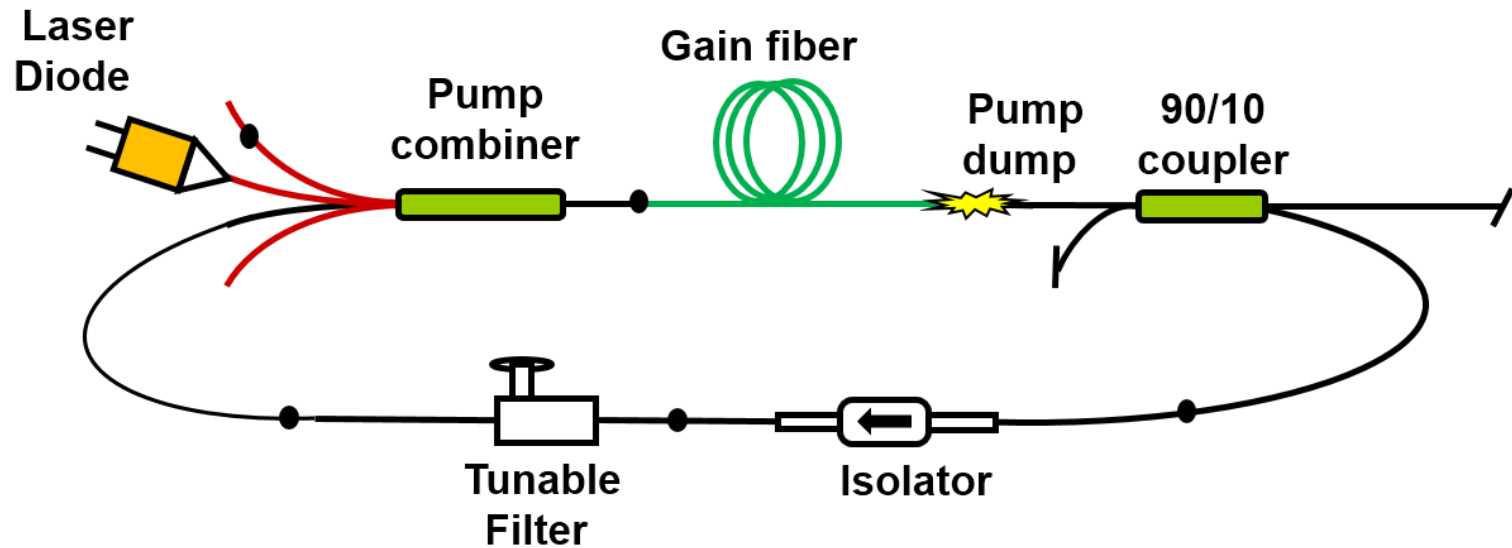 Laser
Diode
Pump
combiner
Gain fiber
Pump
dump
90/10
coupler
Tunable
Filter
Isolator